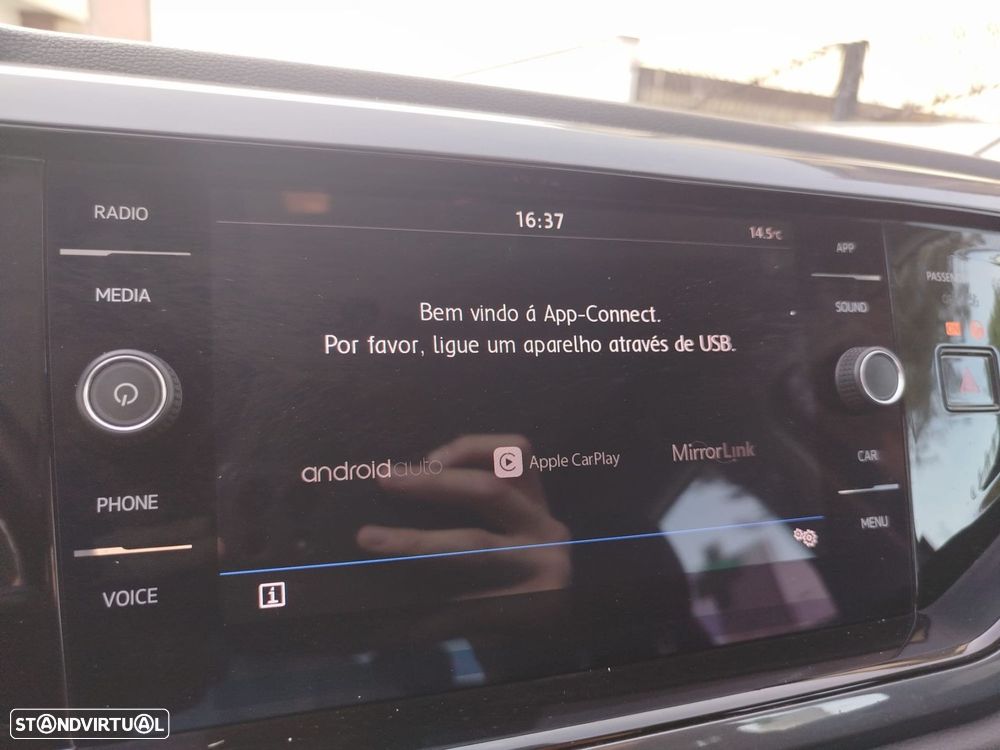 RADIO
MEDIA
PHONE
VOICE
16:37
14.5°C
Bem vindo á App-Connect.
Por favor, ligue um aparelho através de USB.
androidauto
Apple CarPlay
MirrorLink
i
APP
SOUND
CAR
MENU
STANDVIRTUAL